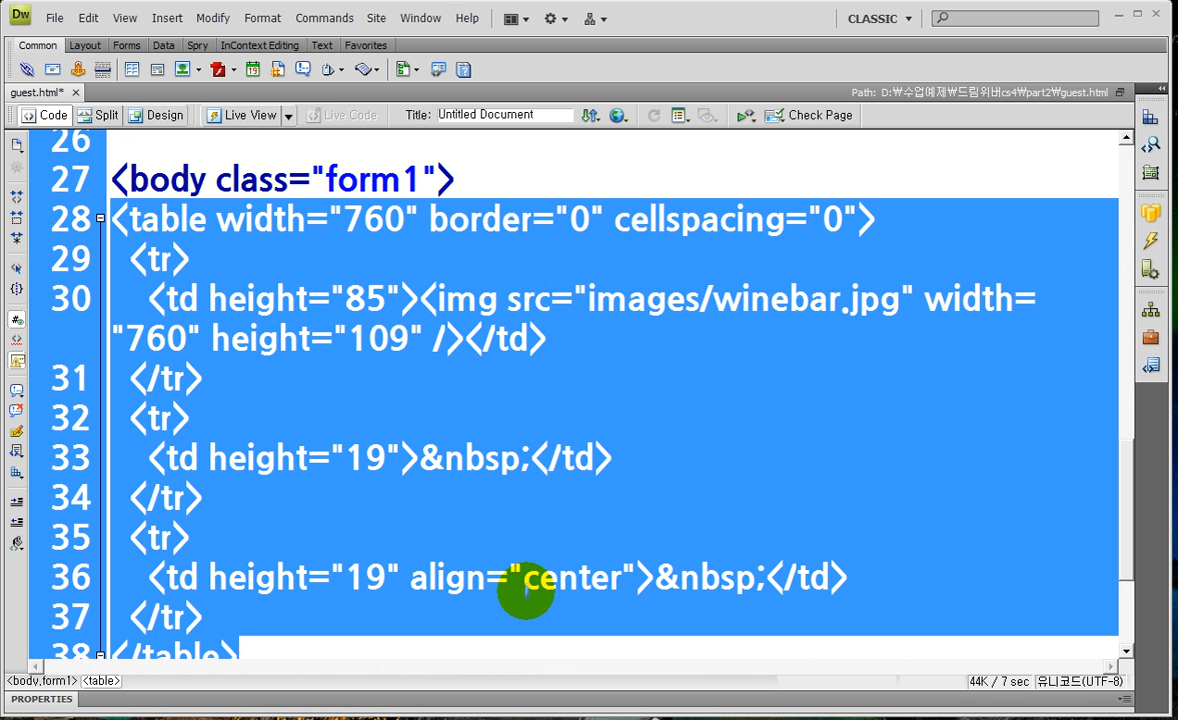 Dw File Edit View Insert Modify Format Commands Site Window Help CLASSIC
Common Layout Forms Data Spry InContext Editing Text Favorites
guest.html* Path: D:₩수업예제₩드림위버cs4₩part2₩guest.html
Code Split Design Live View Live Code Title: Untitled Document Check Page
26
27 <body class="form1">
28 <table width="760" border="0" cellspacing="0">
29 <tr>
30 <td height="85"><img src="images/winebar.jpg" width=
"760" height="109" /></td>
31 </tr>
32 <tr>
33 <td height="19">&nbsp;</td>
34 </tr>
35 <tr>
36 <td height="19" align="center">&nbsp;</td>
37 </tr>
38 </table>
<body.form1> <table> 44K / 7 sec 유니코드(UTF-8)
PROPERTIES